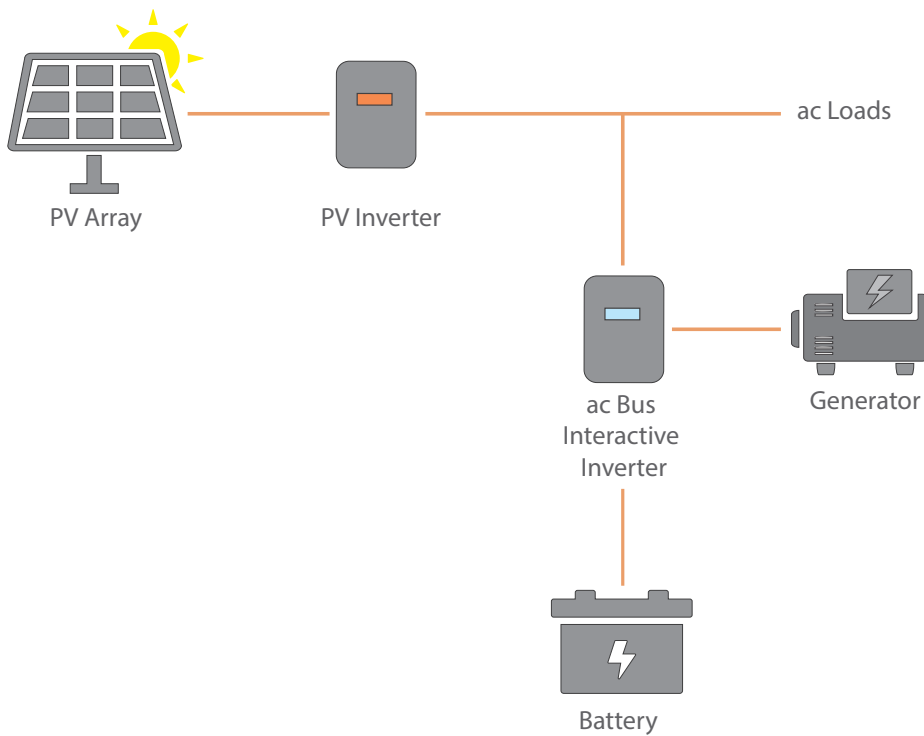 ac Loads
PV Array
PV Inverter
Generator
ac Bus
Interactive
Inverter
Battery